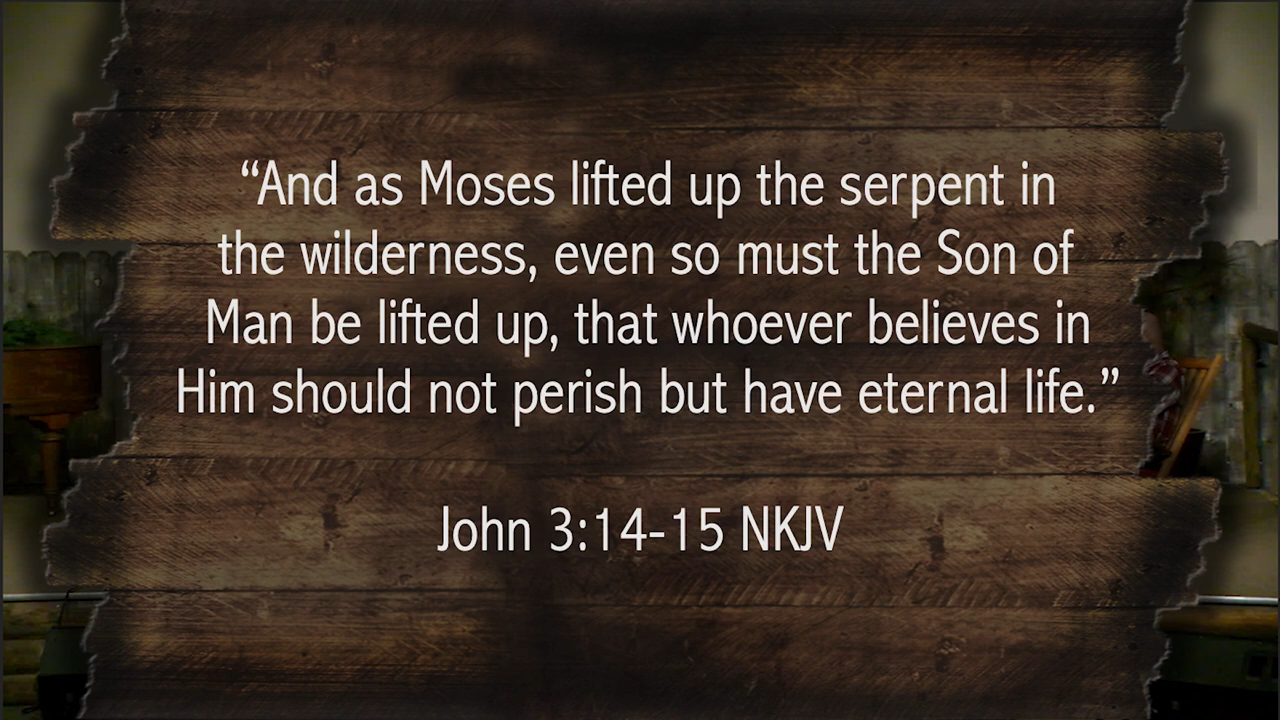 “And as Moses lifted up the serpent in
the wilderness, even so must the Son of
Man be lifted up, that whoever believes in
Him should not perish but have eternal life.”
John 3:14-15 NKJV